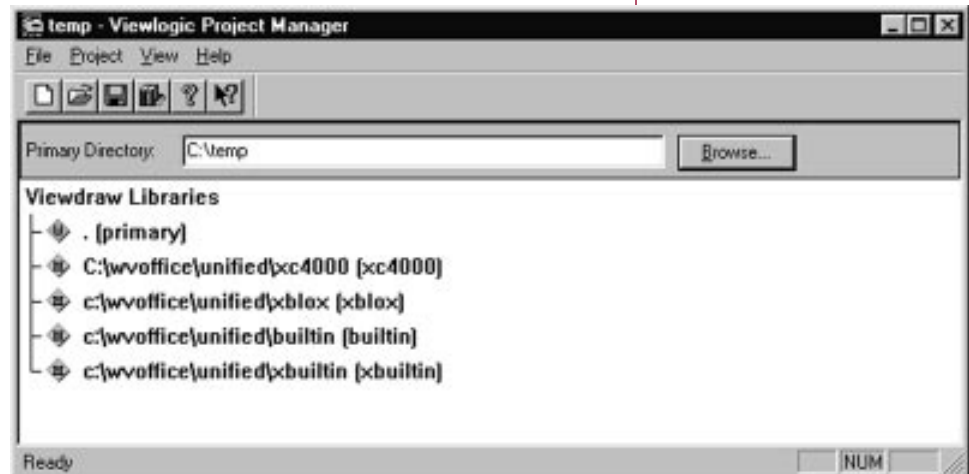 temp - Viewlogic Project Manager
File Project View Help
Primary Directory: C:\temp Browse...
Viewdraw Libraries
. (primary)
C:\wvoffice\unified\xc4000 (xc4000)
c:\wvoffice\unified\xblox (xblox)
c:\wvoffice\unified\builtin (builtin)
c:\wvoffice\unified\xbuiltin (xbuiltin)
Ready NUM